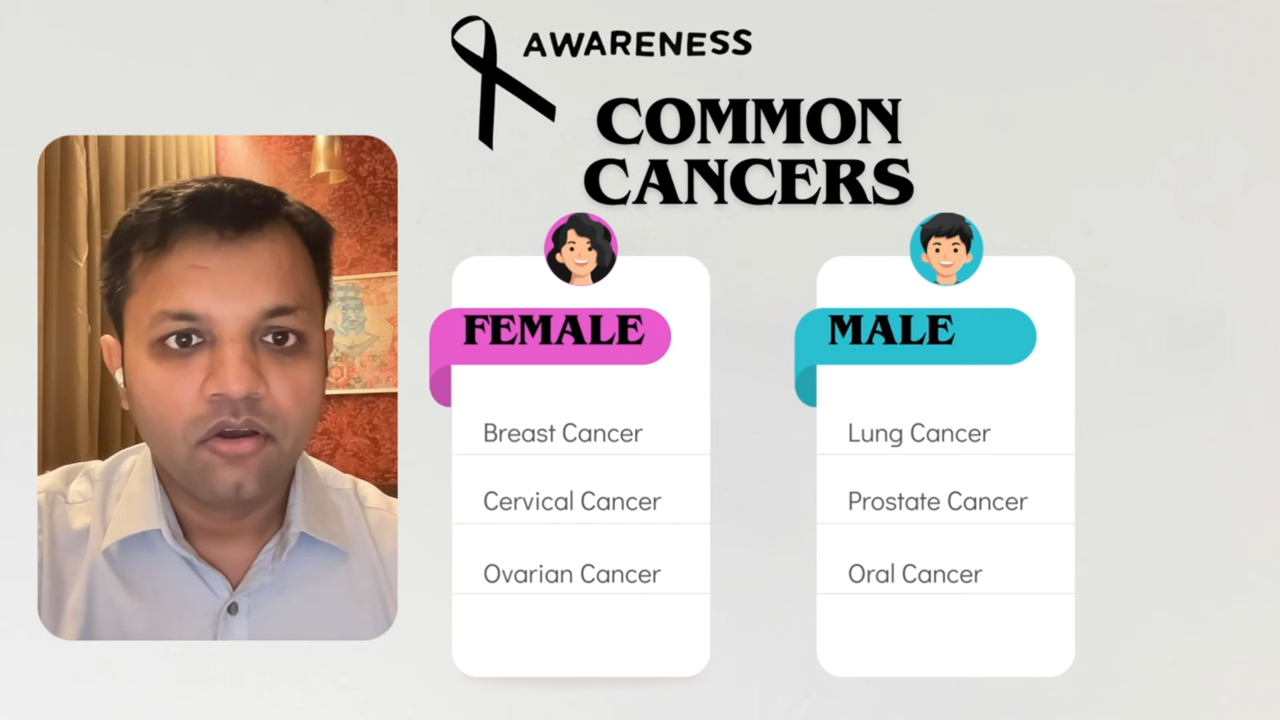 AWARENESS
COMMON
CANCERS
FEMALE
Breast Cancer
Cervical Cancer
Ovarian Cancer
MALE
Lung Cancer
Prostate Cancer
Oral Cancer